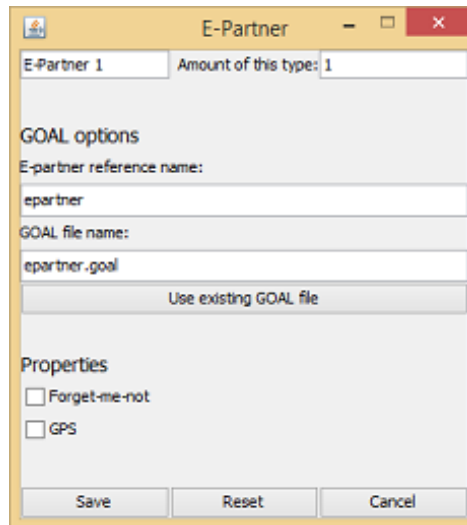 E-Partner
E-Partner 1 Amount of this type: 1
GOAL options
E-partner reference name:
epartner
GOAL file name:
epartner.goal
Use existing GOAL file
Properties
Forget-me-not
GPS
Save Reset Cancel